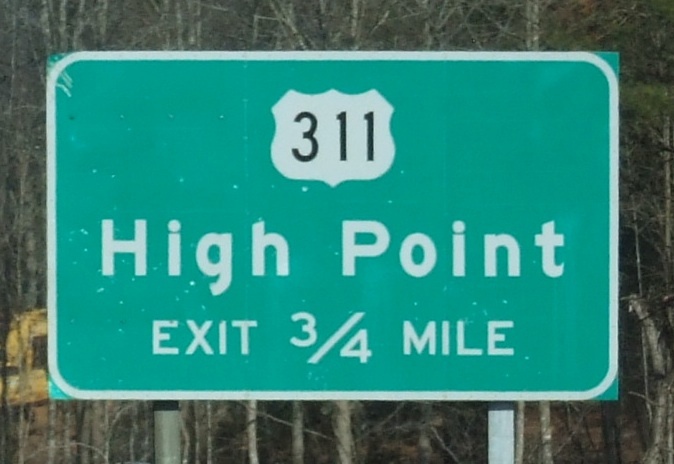 311
High Point
EXIT 3/4 MILE